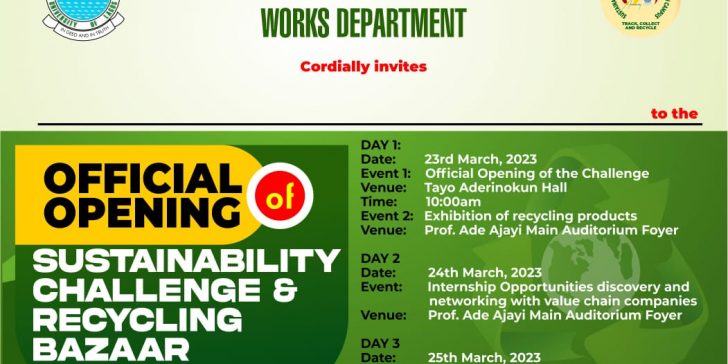 UNIVERSITY OF LAGOS
IN DEED AND IN TRUTH
WORKS DEPARTMENT
TRACK, COLLECT
AND RECYCLE
Cordially invites
to the
OFFICIAL
OPENING
of
SUSTAINABILITY
CHALLENGE &
RECYCLING
BAZAAR
DAY 1:
Date: 23rd March, 2023
Event 1: Official Opening of the Challenge
Venue: Tayo Aderinokun Hall
Time: 10:00am
Event 2: Exhibition of recycling products
Venue: Prof. Ade Ajayi Main Auditorium Foyer
DAY 2
Date: 24th March, 2023
Event: Internship Opportunities discovery and
networking with value chain companies
Venue: Prof. Ade Ajayi Main Auditorium Foyer
DAY 3
Date: 25th March, 2023